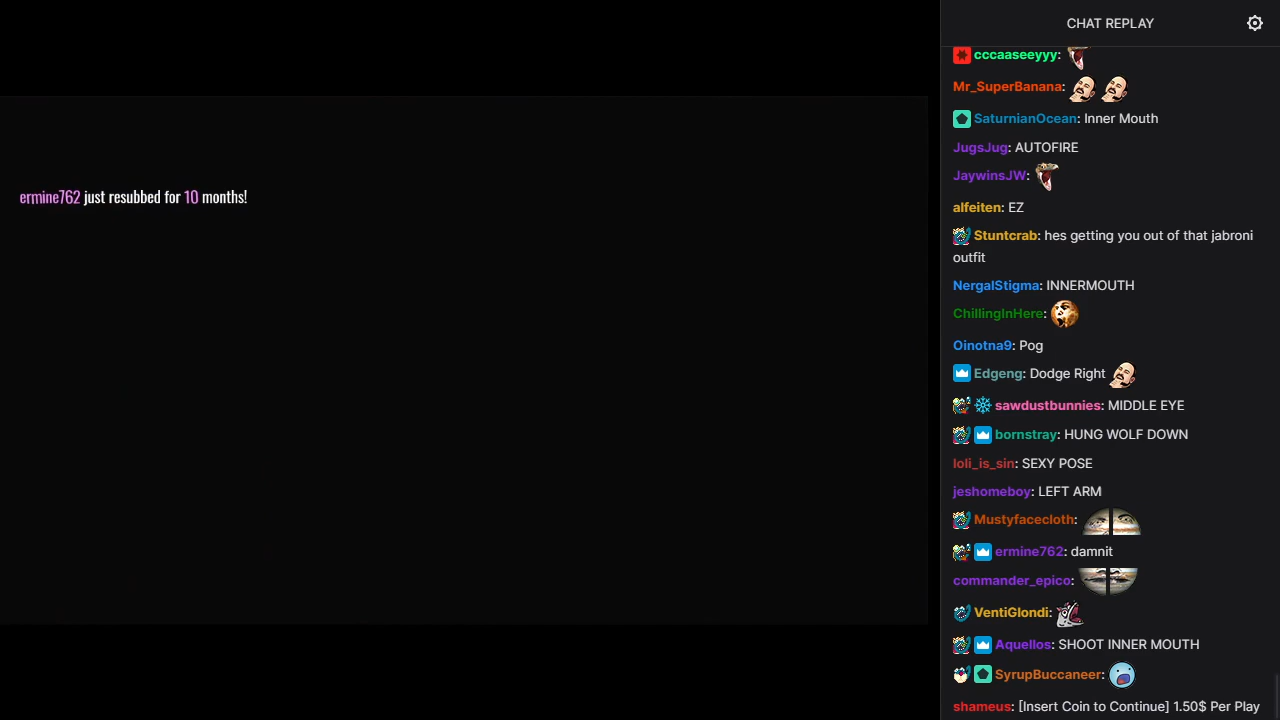 CHAT REPLAY
cccaaseeyyy:
Mr_SuperBanana:
SaturnianOcean: Inner Mouth
JugsJug: AUTOFIRE
JaywinsJW:
ermine762 just resubbed for 10 months!
alfeiten: EZ
Stuntcrab: hes getting you out of that jabroni
outfit
NergalStigma: INNERMOUTH
ChillingInHere:
Oinotna9: Pog
Edgeng: Dodge Right
sawdustbunnies: MIDDLE EYE
bornstray: HUNG WOLF DOWN
loli_is_sin: SEXY POSE
jeshomeboy: LEFT ARM
Mustyfacecloth:
ermine762: damnit
commander_epico:
VentiGlondi:
Aquellos: SHOOT INNER MOUTH
SyrupBuccaneer:
shameus: [Insert Coin to Continue] 1.50$ Per Play